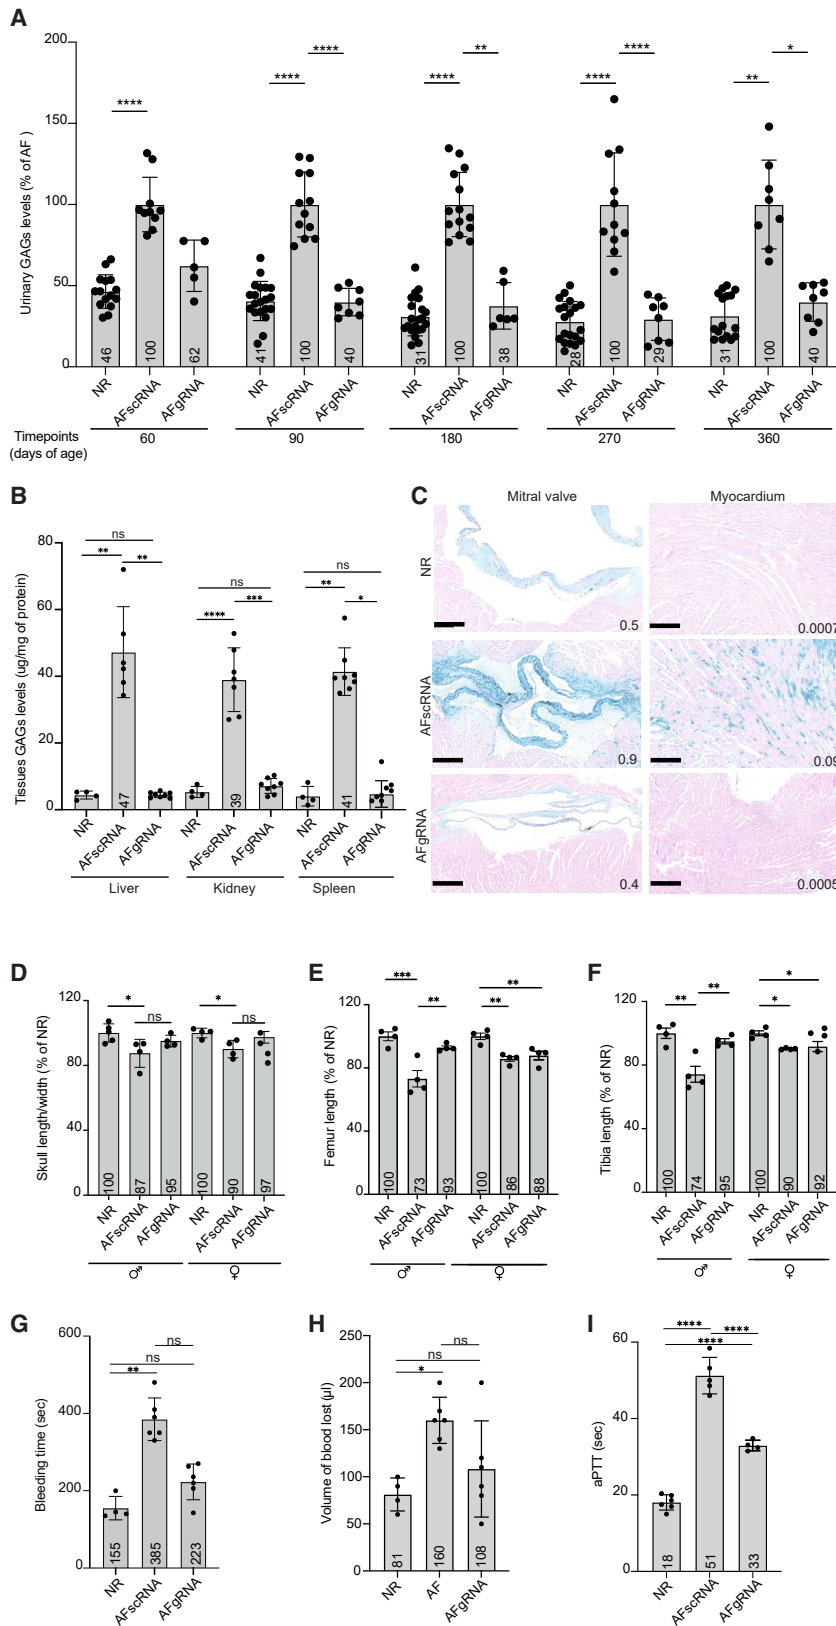 A
Urinary GAGs levels (% of AF )
200
150
100
50
0
**** **** **** **** ** **** **** ** *
46 100 62 41 100 40 31 100 38 28 100 29 31 100 40
NR AFscRNA AFgRNA NR AFscRNA AFgRNA NR AFscRNA AFgRNA NR AFscRNA AFgRNA NR AFscRNA AFgRNA
Timepoints
(days of age)
60 90 180 270 360
B
Tissues GAGs levels (ug/mg of protein)
80
60
40
20
0
ns
** **
ns
**** ***
ns
** *
47 39 41
NR AFscRNA AFgRNA NR AFscRNA AFgRNA NR AFscRNA AFgRNA
Liver Kidney Spleen
C
Mitral valve Myocardium
NR
0.5 0.0007
AFscRNA
0.9 0.09
AFgRNA
0.4 0.0005
D
Skull length/width (% of NR)
120
80
40
0
* ns * ns
100 87 95 100 90 97
NR AFscRNA AFgRNA NR AFscRNA AFgRNA
♂ ♀
E
Femur length (% of NR)
120
80
40
0
*** ** ** **
100 73 93 100 86 88
NR AFscRNA AFgRNA NR AFscRNA AFgRNA
♂ ♀
F
Tibia length (% of NR)
120
80
40
0
** ** * *
100 74 95 100 90 92
NR AFscRNA AFgRNA NR AFscRNA AFgRNA
♂ ♀
G
Bleeding time (sec)
600
400
200
0
ns
ns
**
155 385 223
NR AFscRNA AFgRNA
H
Volume of blood lost (µl)
250
200
150
100
50
0
ns
ns
*
81 160 108
NR AF AFgRNA
I
aPTT (sec)
60
40
20
0
**** ****
****
18 51 33
NR AFscRNA AFgRNA